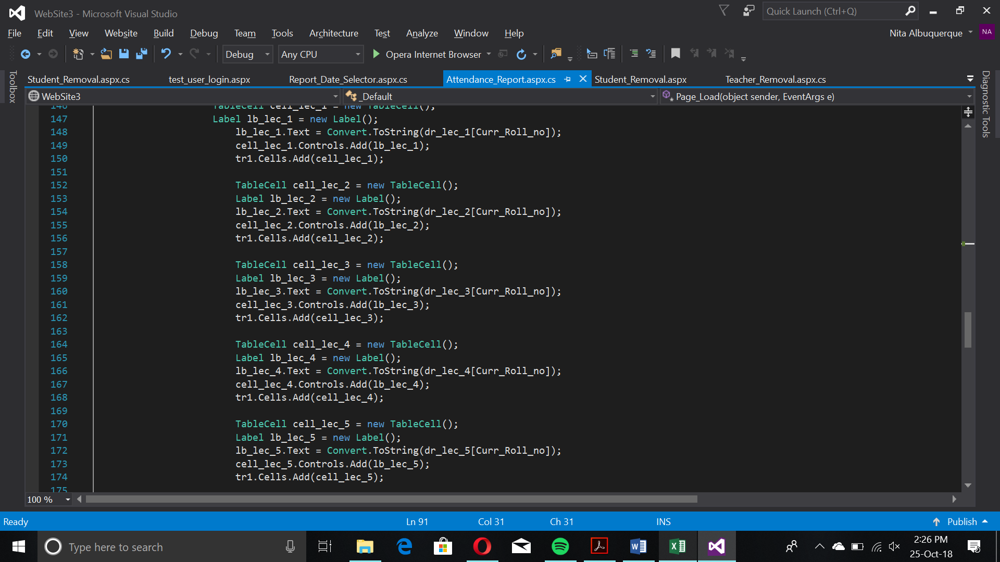 WebSite3 - Microsoft Visual Studio
Quick Launch (Ctrl+Q)
File Edit View Website Build Debug Team Tools Architecture Test Analyze Window Help
Nita Albuquerque NA
Debug Any CPU Opera Internet Browser
Toolbox
Student_Removal.aspx.cs test_user_login.aspx Report_Date_Selector.aspx.cs Attendance_Report.aspx.cs Student_Removal.aspx Teacher_Removal.aspx.cs
Diagnostic Tools
WebSite3 _Default Page_Load(object sender, EventArgs e)
146 TableCell cell_lec_1 = new TableCell();
147 Label lb_lec_1 = new Label();
148 lb_lec_1.Text = Convert.ToString(dr_lec_1[Curr_Roll_no]);
149 cell_lec_1.Controls.Add(lb_lec_1);
150 tr1.Cells.Add(cell_lec_1);
151
152 TableCell cell_lec_2 = new TableCell();
153 Label lb_lec_2 = new Label();
154 lb_lec_2.Text = Convert.ToString(dr_lec_2[Curr_Roll_no]);
155 cell_lec_2.Controls.Add(lb_lec_2);
156 tr1.Cells.Add(cell_lec_2);
157
158 TableCell cell_lec_3 = new TableCell();
159 Label lb_lec_3 = new Label();
160 lb_lec_3.Text = Convert.ToString(dr_lec_3[Curr_Roll_no]);
161 cell_lec_3.Controls.Add(lb_lec_3);
162 tr1.Cells.Add(cell_lec_3);
163
164 TableCell cell_lec_4 = new TableCell();
165 Label lb_lec_4 = new Label();
166 lb_lec_4.Text = Convert.ToString(dr_lec_4[Curr_Roll_no]);
167 cell_lec_4.Controls.Add(lb_lec_4);
168 tr1.Cells.Add(cell_lec_4);
169
170 TableCell cell_lec_5 = new TableCell();
171 Label lb_lec_5 = new Label();
172 lb_lec_5.Text = Convert.ToString(dr_lec_5[Curr_Roll_no]);
173 cell_lec_5.Controls.Add(lb_lec_5);
174 tr1.Cells.Add(cell_lec_5);
175
100 %
Ready Ln 91 Col 31 Ch 31 INS Publish
Type here to search
2:26 PM
25-Oct-18